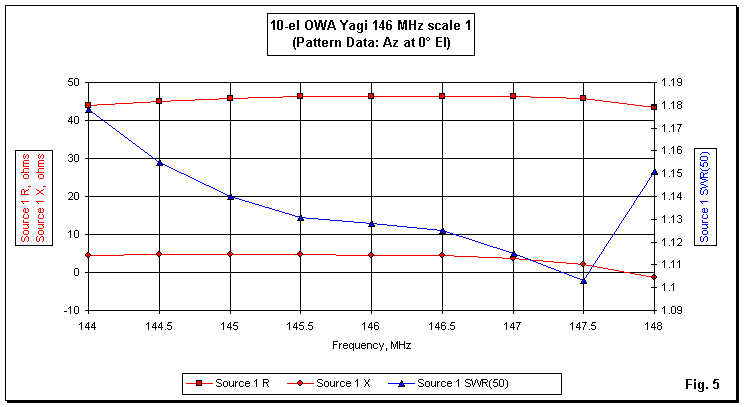 10-el OWA Yagi 146 MHz scale 1
(Pattern Data: Az at 0° El)
50
40
30
20
10
0
-10
1.19
1.18
1.17
1.16
1.15
1.14
1.13
1.12
1.11
1.1
1.09
Source 1 R, ohms
Source 1 X, ohms
Source 1 SWR(50)
144
144.5
145
145.5
146
146.5
147
147.5
148
Frequency, MHz
Source 1 R
Source 1 X
Source 1 SWR(50)
Fig. 5